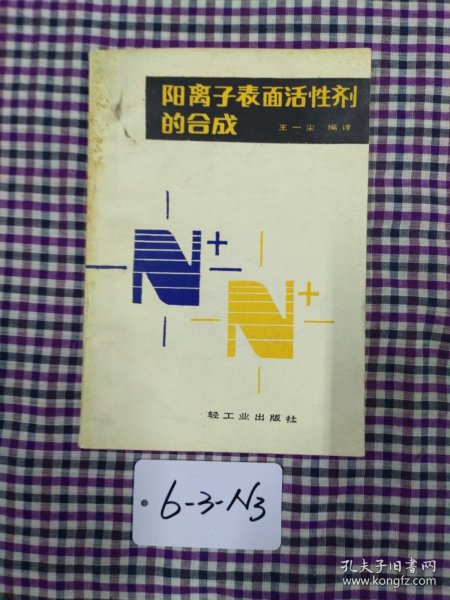 阳离子表面活性剂
的合成
王一尘 编译
N+
N+
轻工业出版社
6-3-N3
孔夫子旧书网
www.kongfz.com